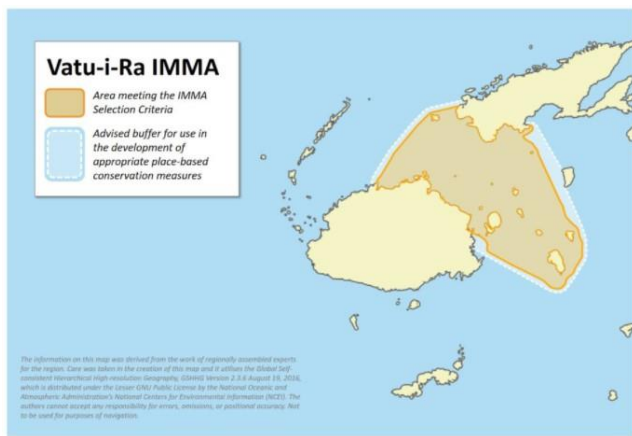 Vatu-i-Ra IMMA
Area meeting the IMMA
Selection Criteria
Advised buffer for use in
the development of
appropriate place-based
conservation measures
The information on this map was derived from the work of regionally assembled experts
for the region. Care was taken in the creation of this map and it utilises the Global Self-
consistent Hierarchical High-resolution Geography, GSHHG Version 2.3.6 August 19, 2016,
which is distributed under the Lesser GNU Public License by the National Oceanic and
Atmospheric Administration's National Centers for Environmental Information (NCEI). The
authors cannot accept any responsibility for errors, omissions, or positional accuracy. Not
to be used for purposes of navigation.